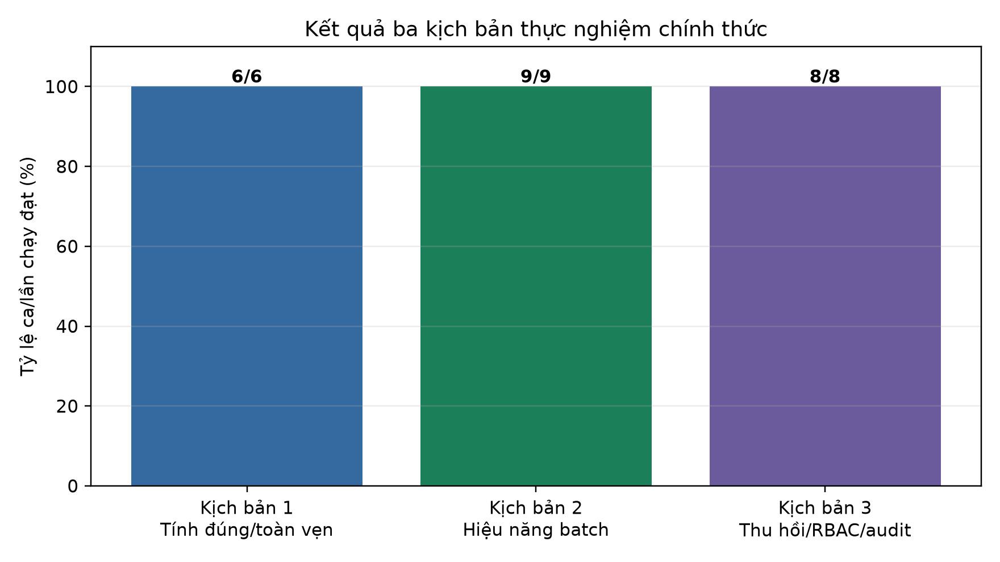 Kết quả ba kịch bản thực nghiệm chính thức
Tỷ lệ ca/lần chạy đạt (%)
100
80
60
40
20
0
6/6
9/9
8/8
Kịch bản 1
Tính đúng/toàn vẹn
Kịch bản 2
Hiệu năng batch
Kịch bản 3
Thu hồi/RBAC/audit